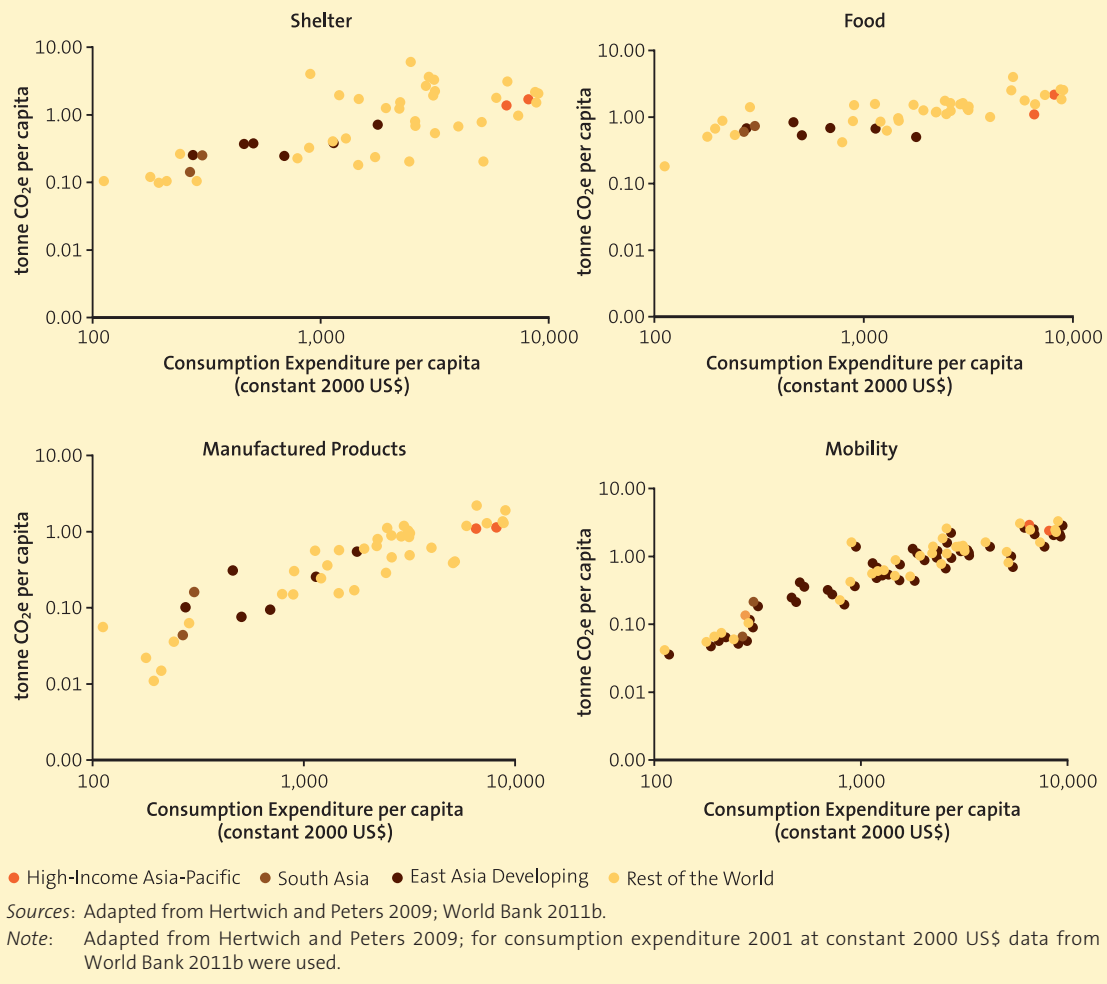 Shelter
10.00
1.00
0.10
0.01
0.00
tonne CO₂e per capita
100
1,000
10,000
Consumption Expenditure per capita
(constant 2000 US$)
Food
10.00
1.00
0.10
0.01
0.00
tonne CO₂e per capita
100
1,000
10,000
Consumption Expenditure per capita
(constant 2000 US$)
Manufactured Products
10.00
1.00
0.10
0.01
0.00
tonne CO₂e per capita
100
1,000
10,000
Consumption Expenditure per capita
(constant 2000 US$)
Mobility
10.00
1.00
0.10
0.01
0.00
tonne CO₂e per capita
100
1,000
10,000
Consumption Expenditure per capita
(constant 2000 US$)
High-Income Asia-Pacific South Asia East Asia Developing Rest of the World
Sources: Adapted from Hertwich and Peters 2009; World Bank 2011b.
Note: Adapted from Hertwich and Peters 2009; for consumption expenditure 2001 at constant 2000 US$ data from
World Bank 2011b were used.